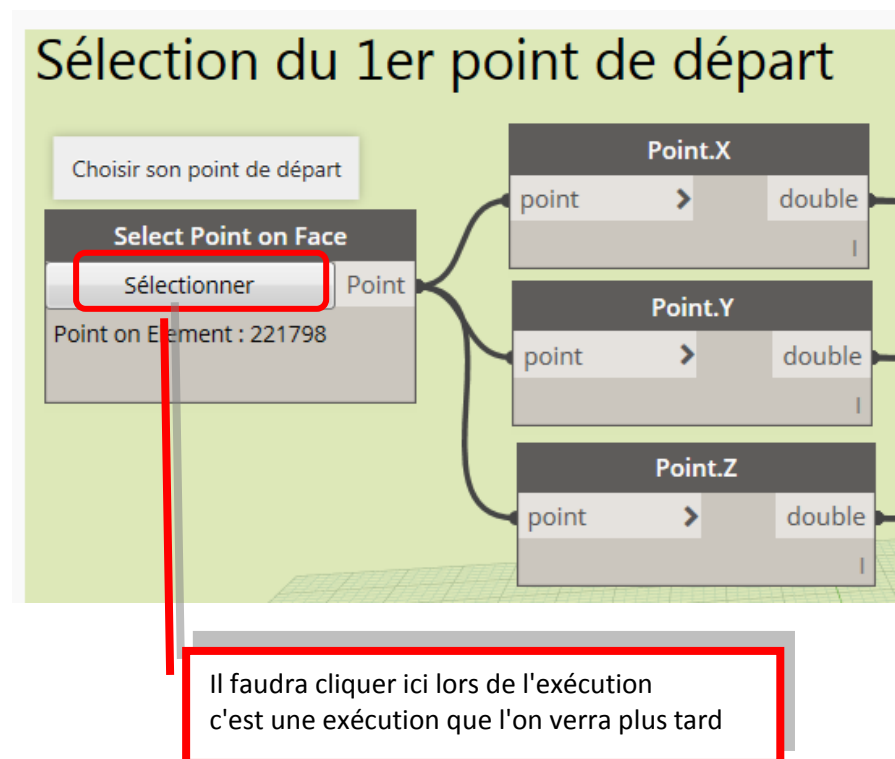 Sélection du 1er point de départ
Choisir son point de départ
Select Point on Face
Sélectionner
Point
Point on Element : 221798
Point.X
point > double
l
Point.Y
point > double
l
Point.Z
point > double
l
Il faudra cliquer ici lors de l'exécution
c'est une exécution que l'on verra plus tard